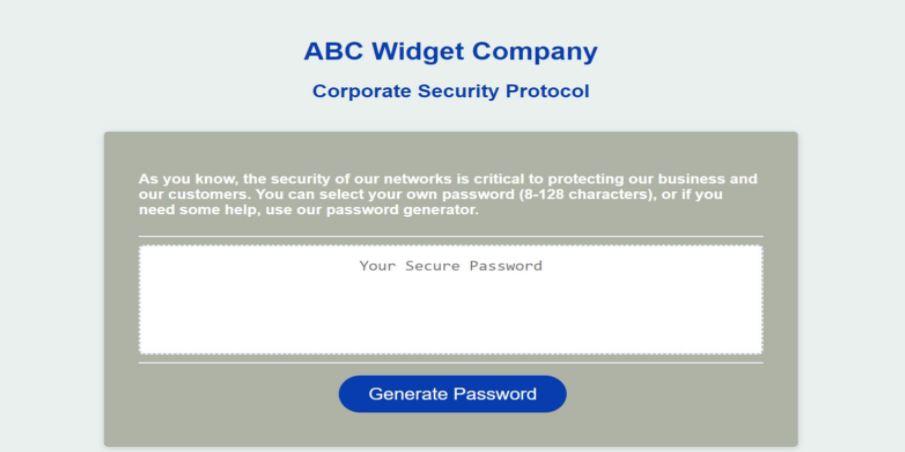 ABC Widget Company
Corporate Security Protocol
As you know, the security of our networks is critical to protecting our business and
our customers. You can select your own password (8-128 characters), or if you
need some help, use our password generator.
Your Secure Password
Generate Password